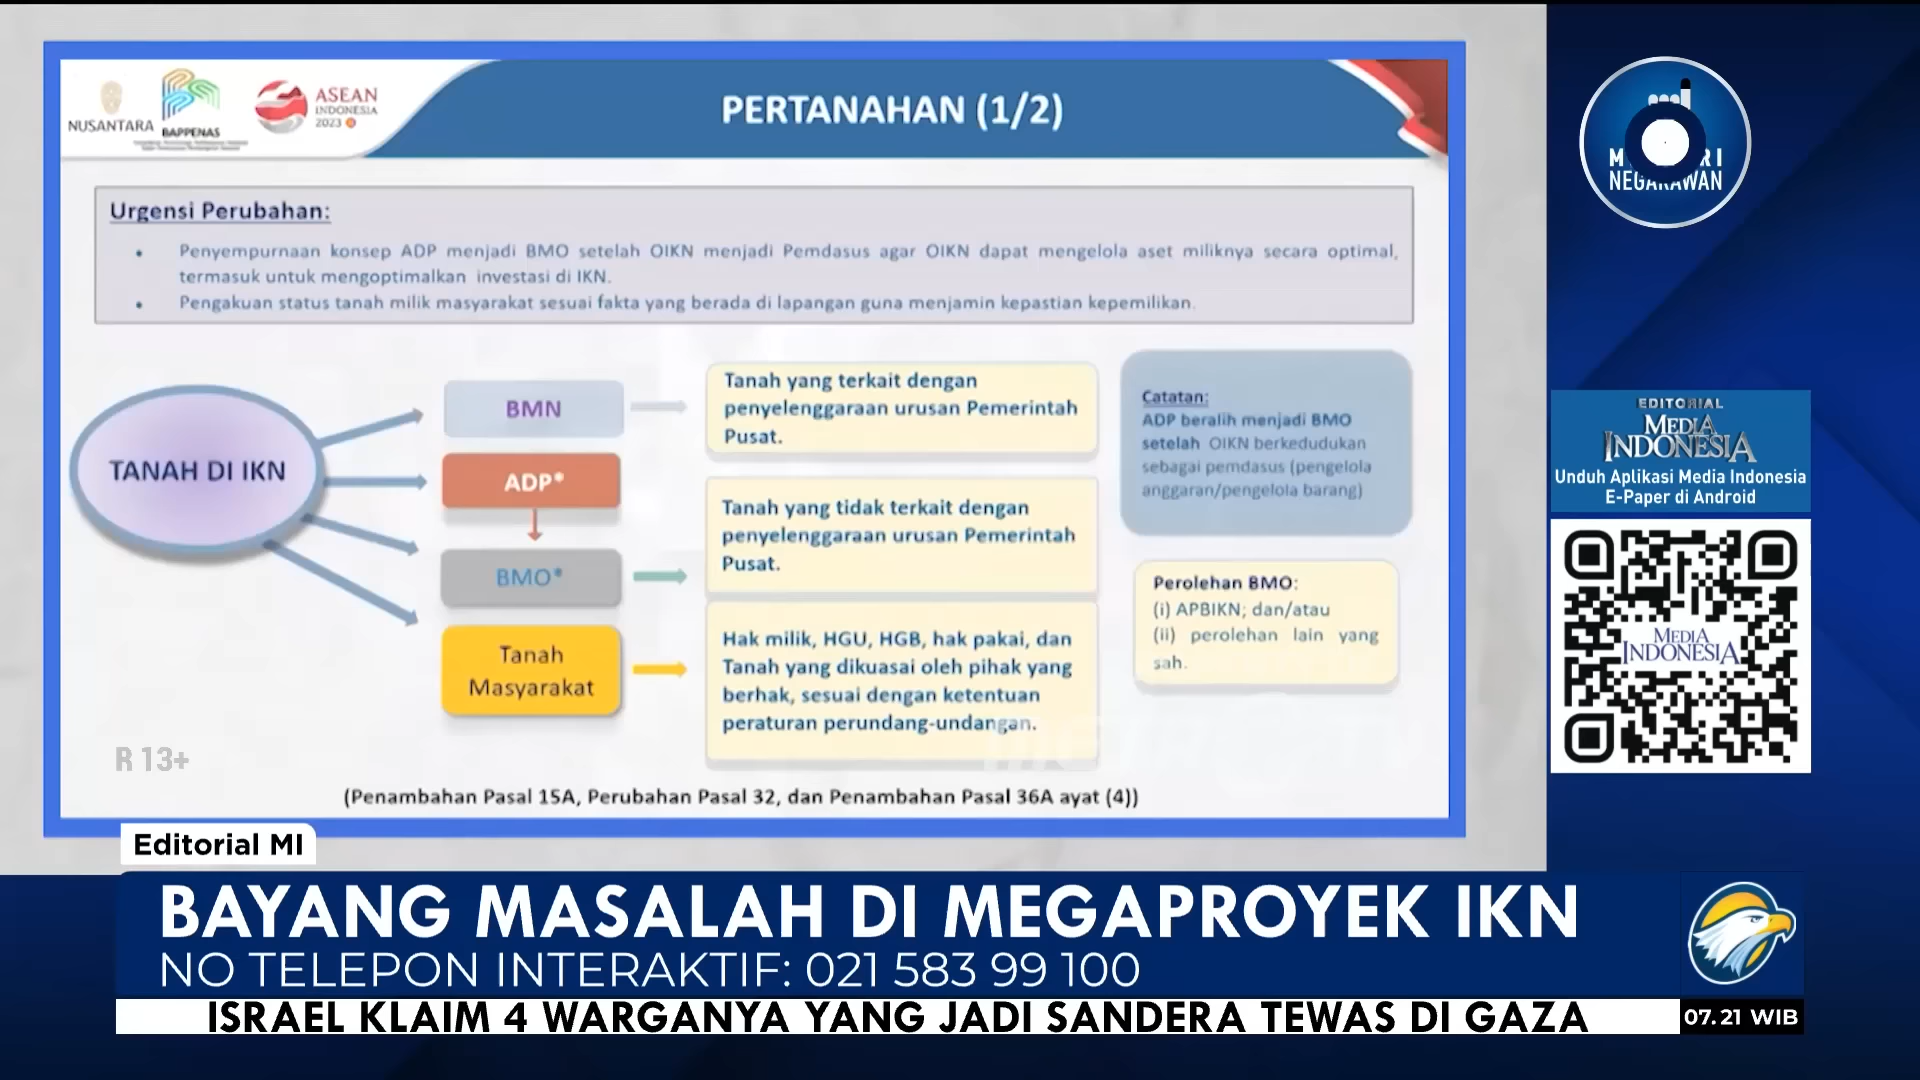 NUSANTARA
BAPPENAS
ASEAN
INDONESIA
2023
PERTANAHAN (1/2)
Urgensi Perubahan:
• Penyempurnaan konsep ADP menjadi BMO setelah OIKN menjadi Pemdasus agar OIKN dapat mengelola aset miliknya secara optimal,
termasuk untuk mengoptimalkan investasi di IKN.
• Pengakuan status tanah milik masyarakat sesuai fakta yang berada di lapangan guna menjamin kepastian kepemilikan.
TANAH DI IKN
BMN
ADP*
BMO*
Tanah
Masyarakat
Tanah yang terkait dengan
penyelenggaraan urusan Pemerintah
Pusat.
Tanah yang tidak terkait dengan
penyelenggaraan urusan Pemerintah
Pusat.
Hak milik, HGU, HGB, hak pakai, dan
Tanah yang dikuasai oleh pihak yang
berhak, sesuai dengan ketentuan
peraturan perundang-undangan.
Catatan:
ADP beralih menjadi BMO
setelah OIKN berkedudukan
sebagai pemdasus (pengelola
anggaran/pengelola barang)
Perolehan BMO:
(i) APBIKN; dan/atau
(ii) perolehan lain yang
sah.
R 13+
(Penambahan Pasal 15A, Perubahan Pasal 32, dan Penambahan Pasal 36A ayat (4))
NEGARAWAN
EDITORIAL
MEDIA
INDONESIA
Unduh Aplikasi Media Indonesia
E-Paper di Android
MEDIA
INDONESIA
Editorial MI
BAYANG MASALAH DI MEGAPROYEK IKN
NO TELEPON INTERAKTIF: 021 583 99 100
ISRAEL KLAIM 4 WARGANYA YANG JADI SANDERA TEWAS DI GAZA
07.21 WIB